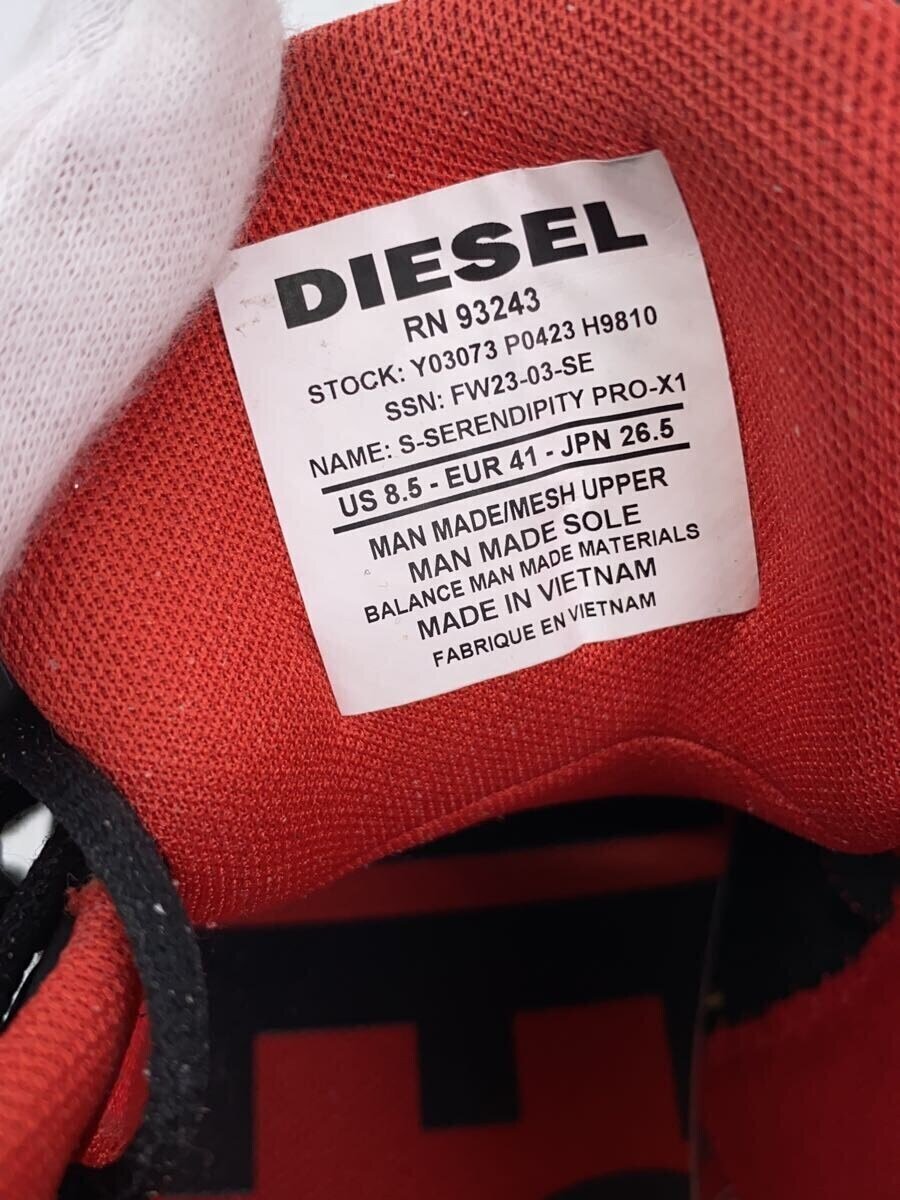 DIESEL
RN 93243
STOCK: Y03073 P0423 H9810
SSN: FW23-03-SE
NAME: S-SERENDIPITY PRO-X1
US 8.5 - EUR 41 - JPN 26.5
MAN MADE/MESH UPPER
MAN MADE SOLE
BALANCE MAN MADE MATERIALS
MADE IN VIETNAM
FABRIQUE EN VIETNAM